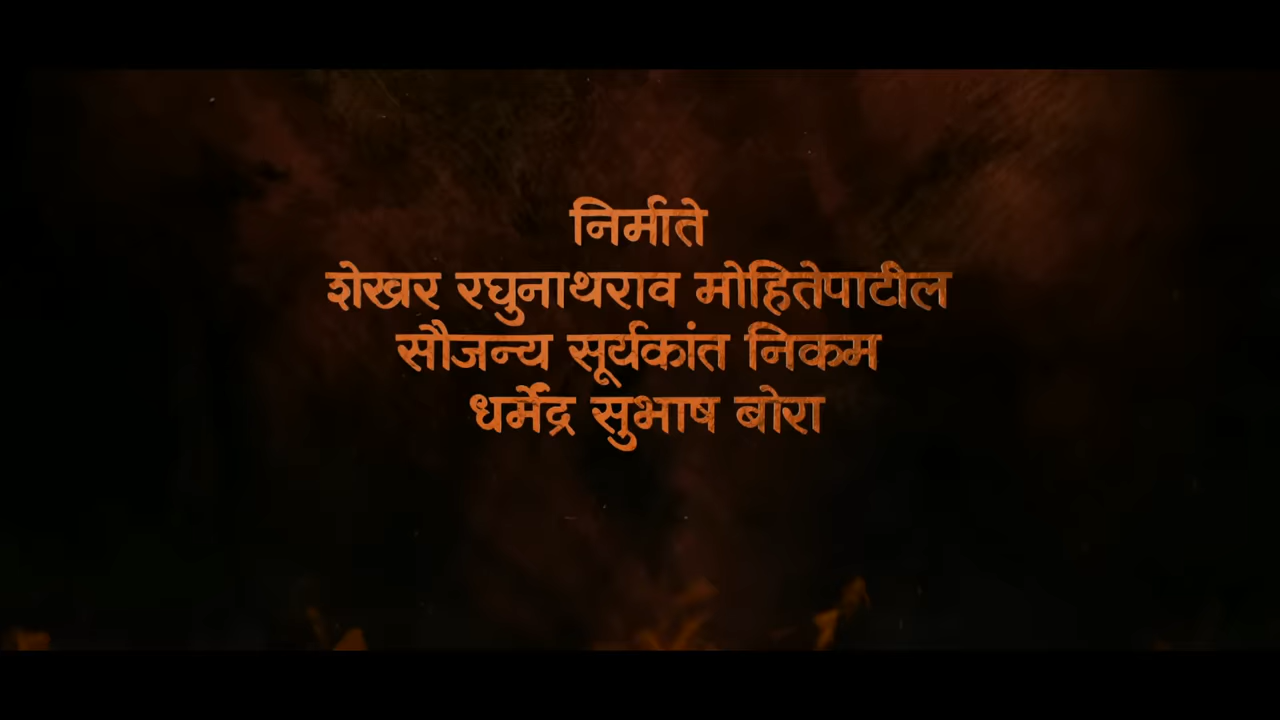 निर्माते
शेखर रघुनाथराव मोहितेपाटील
सौजन्य सूर्यकांत निकम
धर्मेंद्र सुभाष बोरा